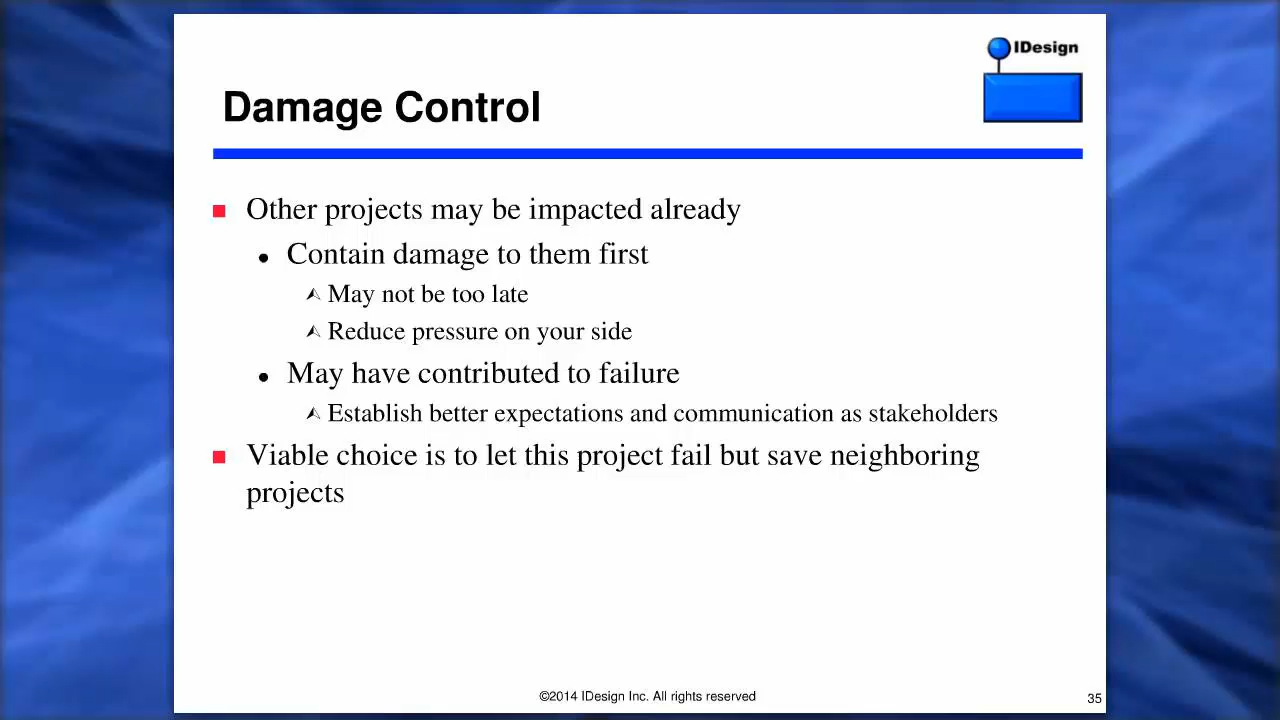 IDesign
Damage Control
Other projects may be impacted already
Contain damage to them first
May not be too late
Reduce pressure on your side
May have contributed to failure
Establish better expectations and communication as stakeholders
Viable choice is to let this project fail but save neighboring
projects
©2014 IDesign Inc. All rights reserved
35